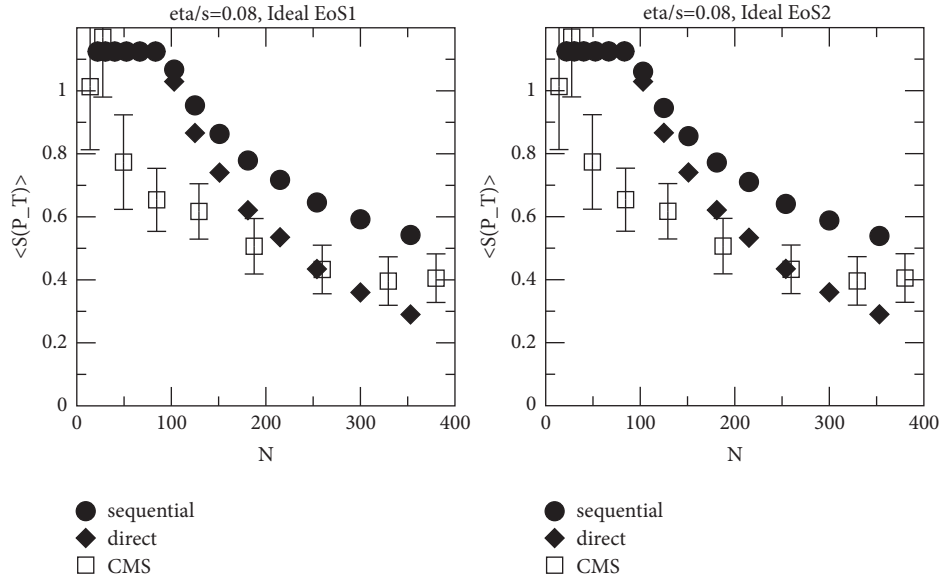 eta/s=0.08, Ideal EoS1
1
0.8
0.6
0.4
0.2
0
<S(P_T)>
0 100 200 300 400
N
sequential
direct
CMS
eta/s=0.08, Ideal EoS2
1
0.8
0.6
0.4
0.2
0
<S(P_T)>
0 100 200 300 400
N
sequential
direct
CMS